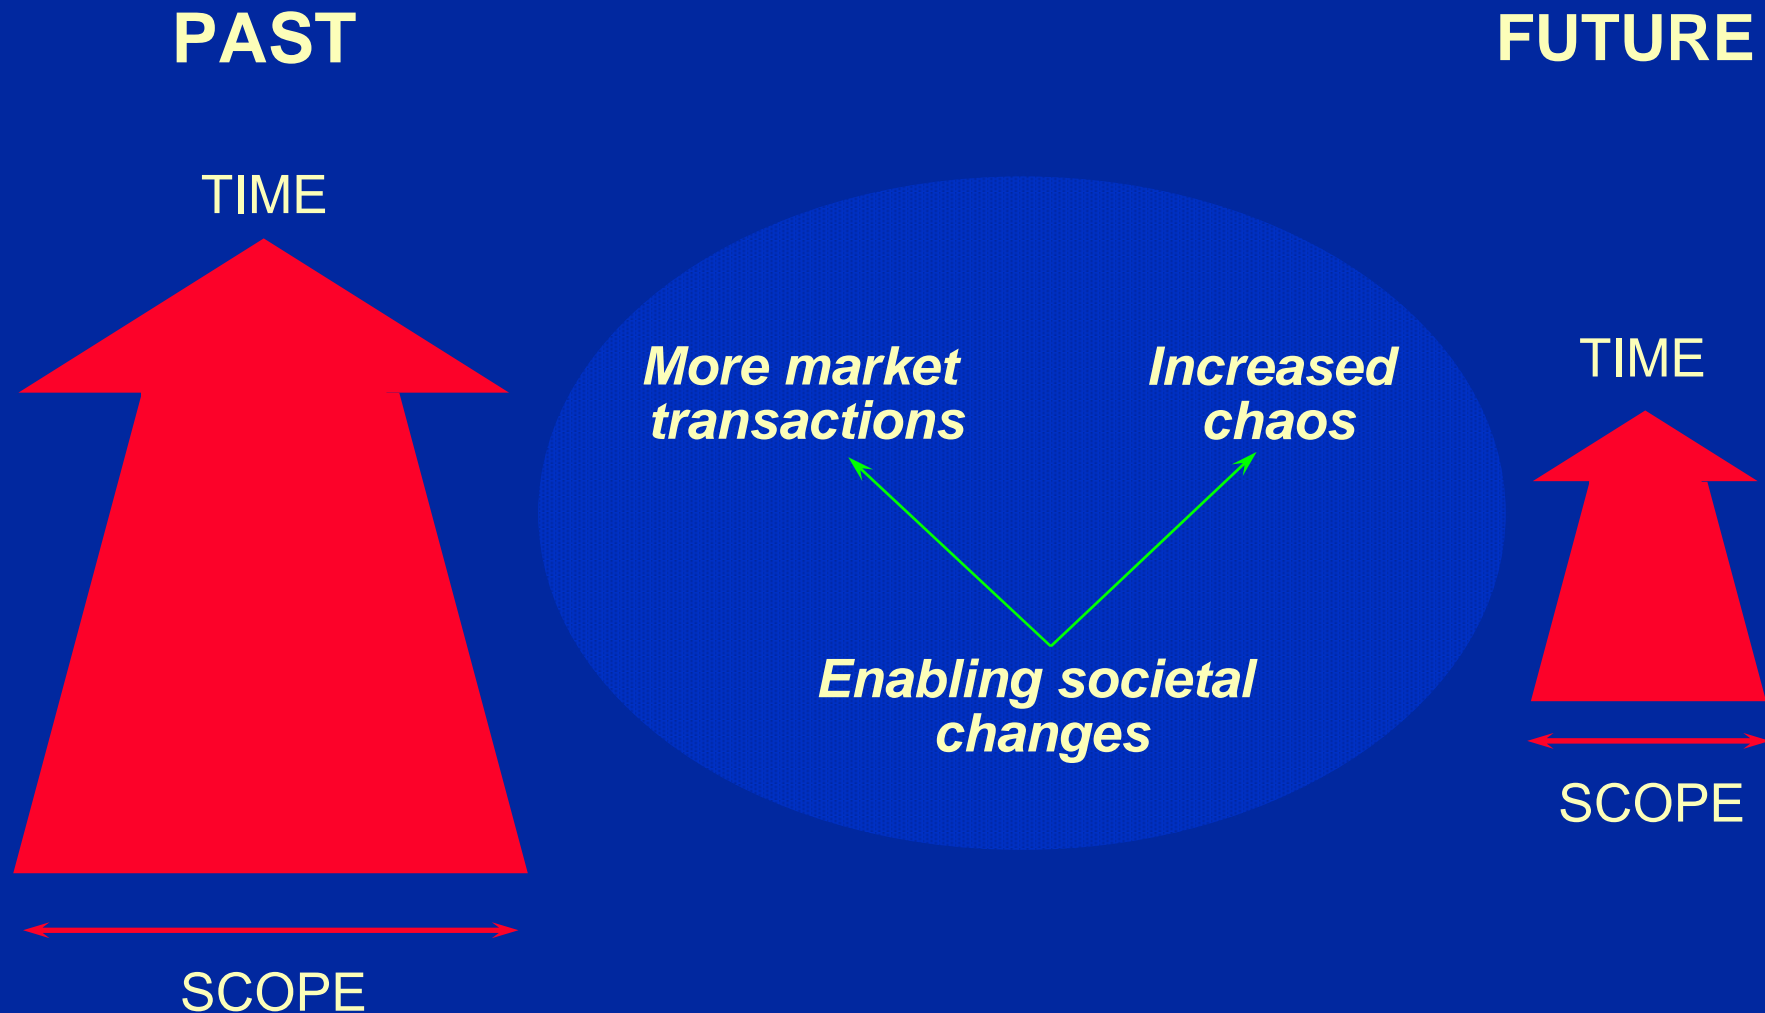 PAST
FUTURE
TIME
SCOPE
More market
transactions
Increased
chaos
Enabling societal
changes
TIME
SCOPE